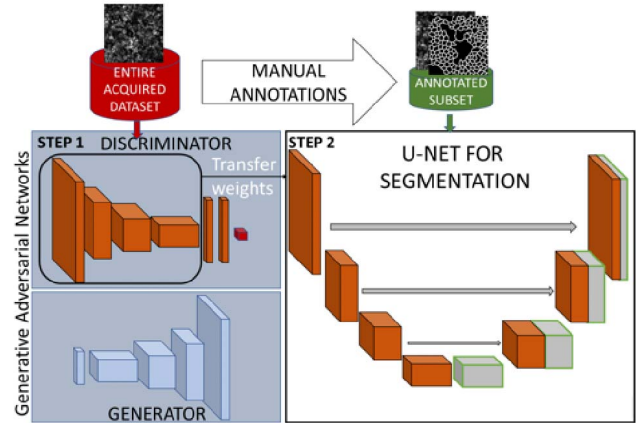 ENTIRE
ACQUIRED
DATASET
MANUAL
ANNOTATIONS
ANNOTATED
SUBSET
Generative Adversarial Networks
STEP 1
DISCRIMINATOR
Transfer
weights
GENERATOR
STEP 2
U-NET FOR
SEGMENTATION